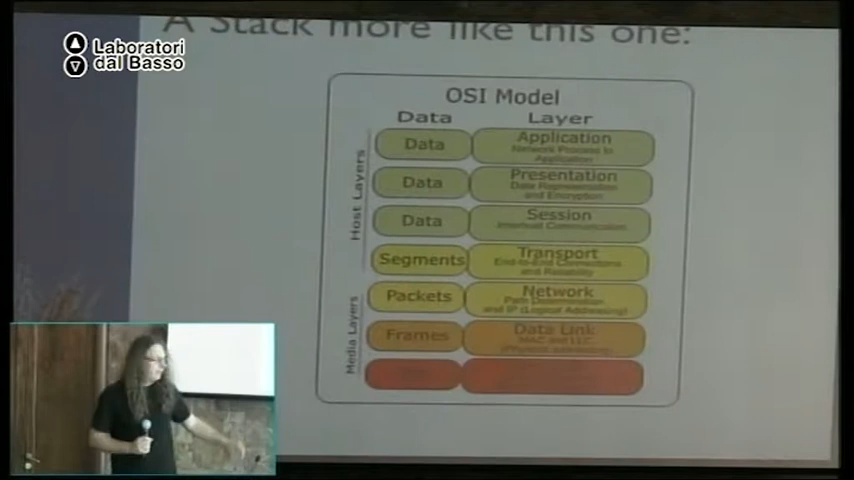 A Stack more like this one:
Laboratori
dal Basso
OSI Model
Data Layer
Host Layers
Data Application
Network Process to
Application
Data Presentation
Data Representation
and Encryption
Data Session
Interhost Communication
Segments Transport
End-to-End Connections
and Reliability
Media Layers
Packets Network
Path Determination
and IP (Logical Addressing)
Frames Data Link
MAC and LLC
(Physical addressing)